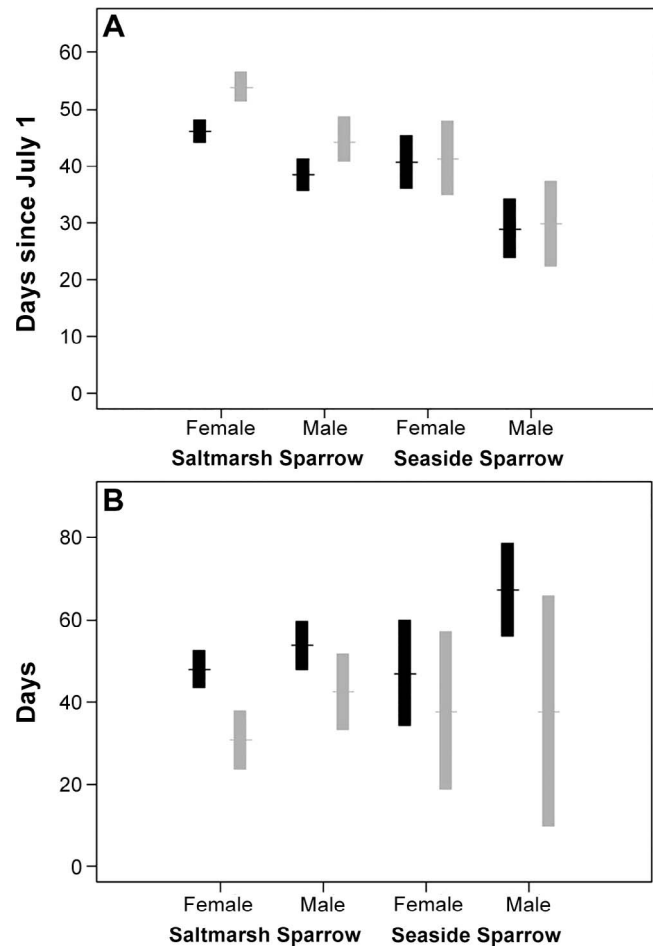 A
60
50
40
30
20
10
0
Days since July 1
Female Male Female Male
Saltmarsh Sparrow Seaside Sparrow
B
80
60
40
20
0
Days
Female Male Female Male
Saltmarsh Sparrow Seaside Sparrow